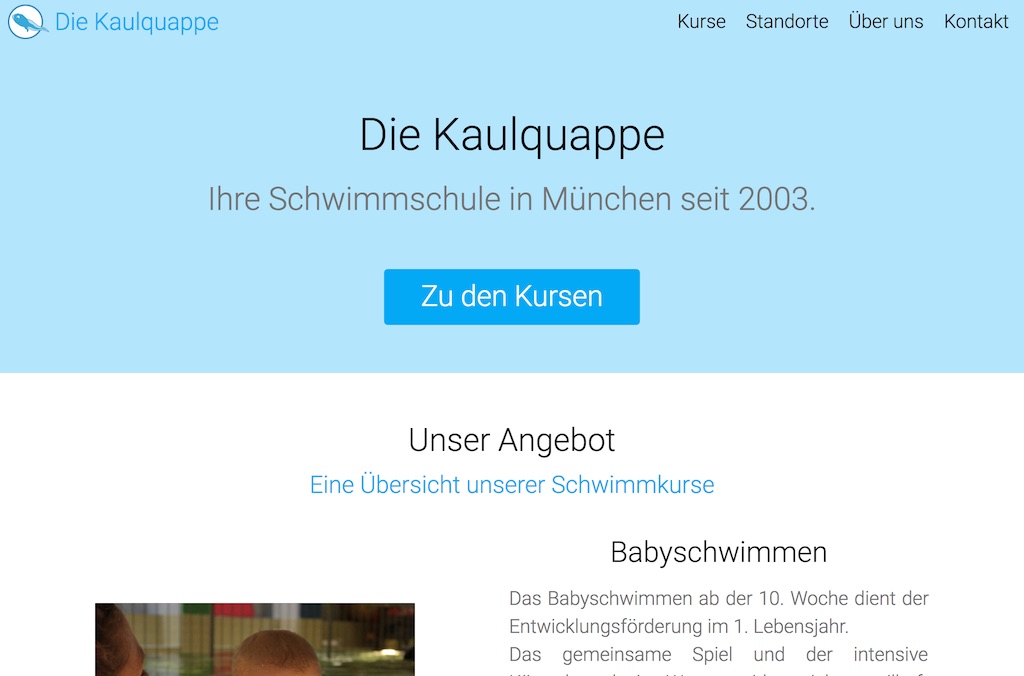 Die Kaulquappe
Kurse Standorte Über uns Kontakt
Die Kaulquappe
Ihre Schwimmschule in München seit 2003.
Zu den Kursen
Unser Angebot
Eine Übersicht unserer Schwimmkurse
Babyschwimmen
Das Babyschwimmen ab der 10. Woche dient der
Entwicklungsförderung im 1. Lebensjahr.
Das gemeinsame Spiel und der intensive